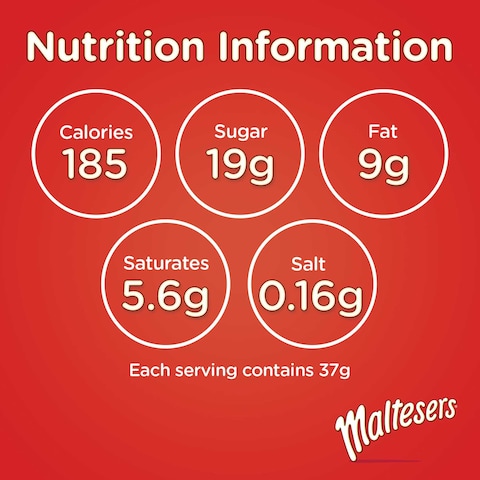 Nutrition Information
Calories
185
Sugar
19g
Fat
9g
Saturates
5.6g
Salt
0.16g
Each serving contains 37g
Maltesers